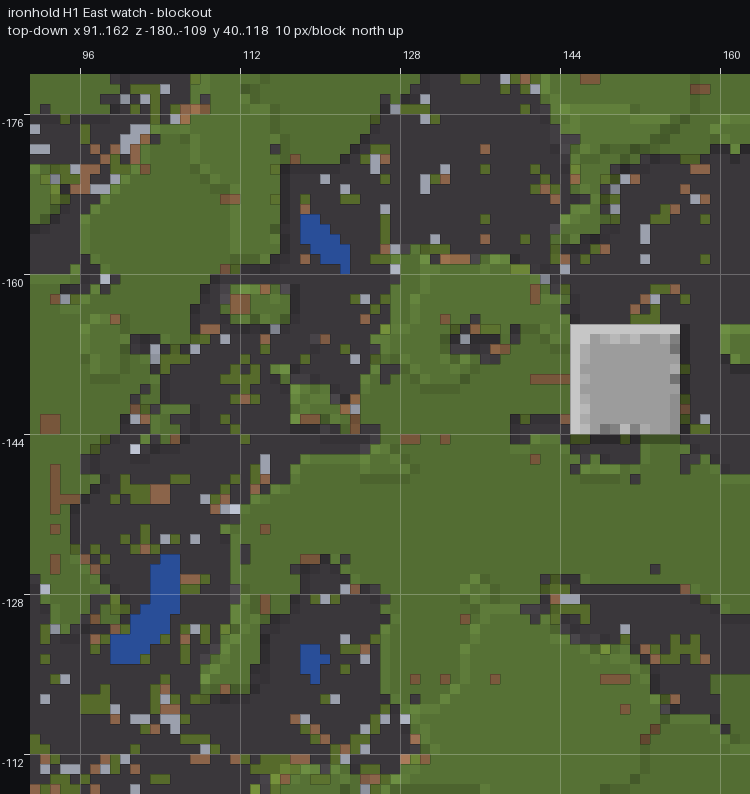 ironhold H1 East watch - blockout
top-down  x 91..162  z -180..-109  y 40..118  10 px/block  north up
96 112 128 144 160
-176
-160
-144
-128
-112